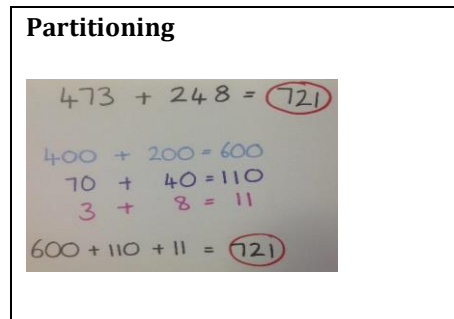 Partitioning
473 + 248 = 721
400 + 200 = 600
70 + 40 = 110
3 + 8 = 11
600 + 110 + 11 = 721